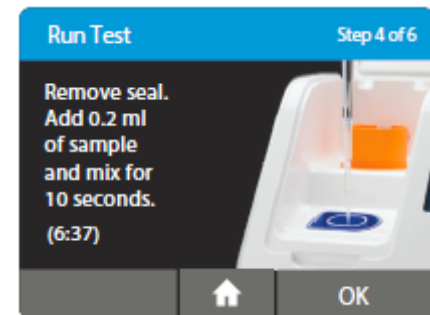 Run Test
Step 4 of 6
Remove seal.
Add 0.2 ml
of sample
and mix for
10 seconds.
(6:37)
OK